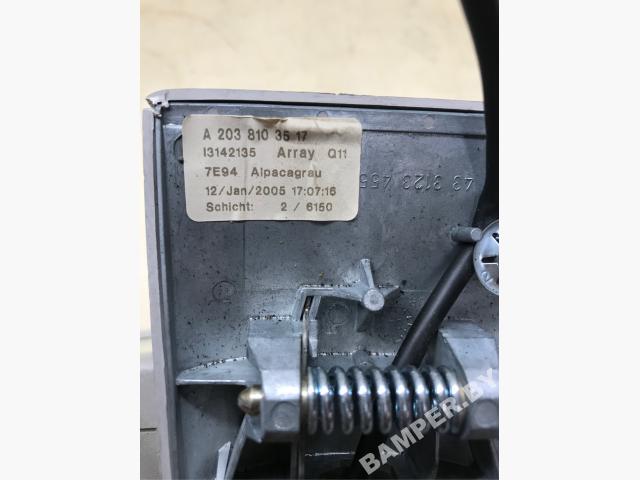 A 203 810 35 17
I3142135 Array Q11
7E94 Alpacagrau
12/Jan/2005 17:07:16
Schicht: 2 / 6150
43 3123 455
BAMPER.BY